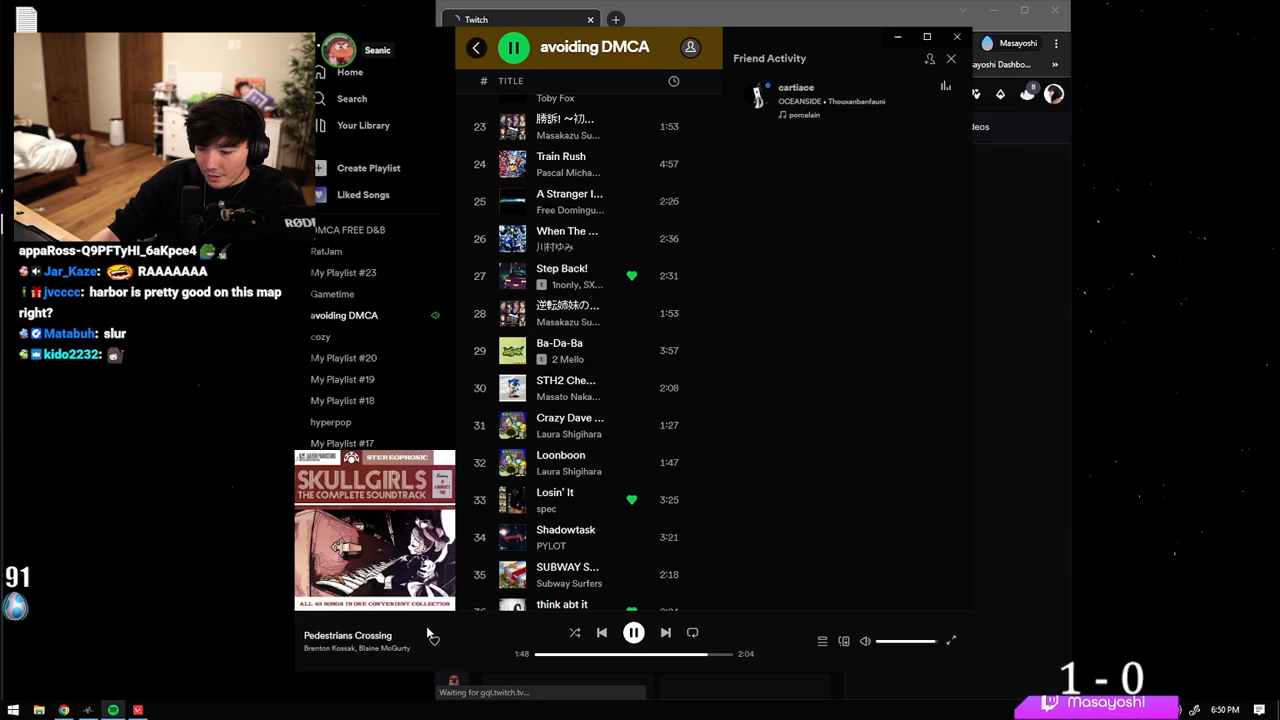 Twitch
Masayoshi
ayoshi Dashbo...
8
deos
Seanic
Home
Search
Your Library
Create Playlist
Liked Songs
DMCA FREE D&B
RatJam
My Playlist #23
Gametime
avoiding DMCA
cozy
My Playlist #20
My Playlist #19
My Playlist #18
hyperpop
My Playlist #17
avoiding DMCA
# TITLE
Toby Fox
23 1:53
Masakazu Su...
24 Train Rush 4:57
Pascal Micha...
25 A Stranger I... 2:26
Free Domingu...
26 When The ... 2:36
川村ゆみ
27 Step Back! 2:31
E 1nonly, SX...
28 逆転姉妹の... 1:53
Masakazu Su...
29 Ba-Da-Ba 3:57
E 2 Mello
30 STH2 Che... 2:08
Masato Naka...
31 Crazy Dave ... 1:27
Laura Shigihara
32 Loonboon 1:47
Laura Shigihara
33 Losin' It 3:25
spec
34 Shadowtask 3:21
PYLOT
35 SUBWAY S... 2:18
Subway Surfers
think abt it
Friend Activity
cartiace
OCEANSIDE • Thouxanbanfauni
porcelain
RØDE
appaRoss-Q9PFTyHI_6aKpce4
Jar_Kaze: RAAAAAAA
jvcccc: harbor is pretty good on this map
right?
Matabuh: slur
kido2232:
91
STEREOPHONIC
SKULLGIRLS
THE COMPLETE SOUNDTRACK
ALL 43 SONGS IN ONE CONVENIENT COLLECTION
Pedestrians Crossing
Brenton Kossak, Blaine McGurty
1:48 2:04
Waiting for gql.twitch.tv...
1 - 0
masayoshi
6:50 PM